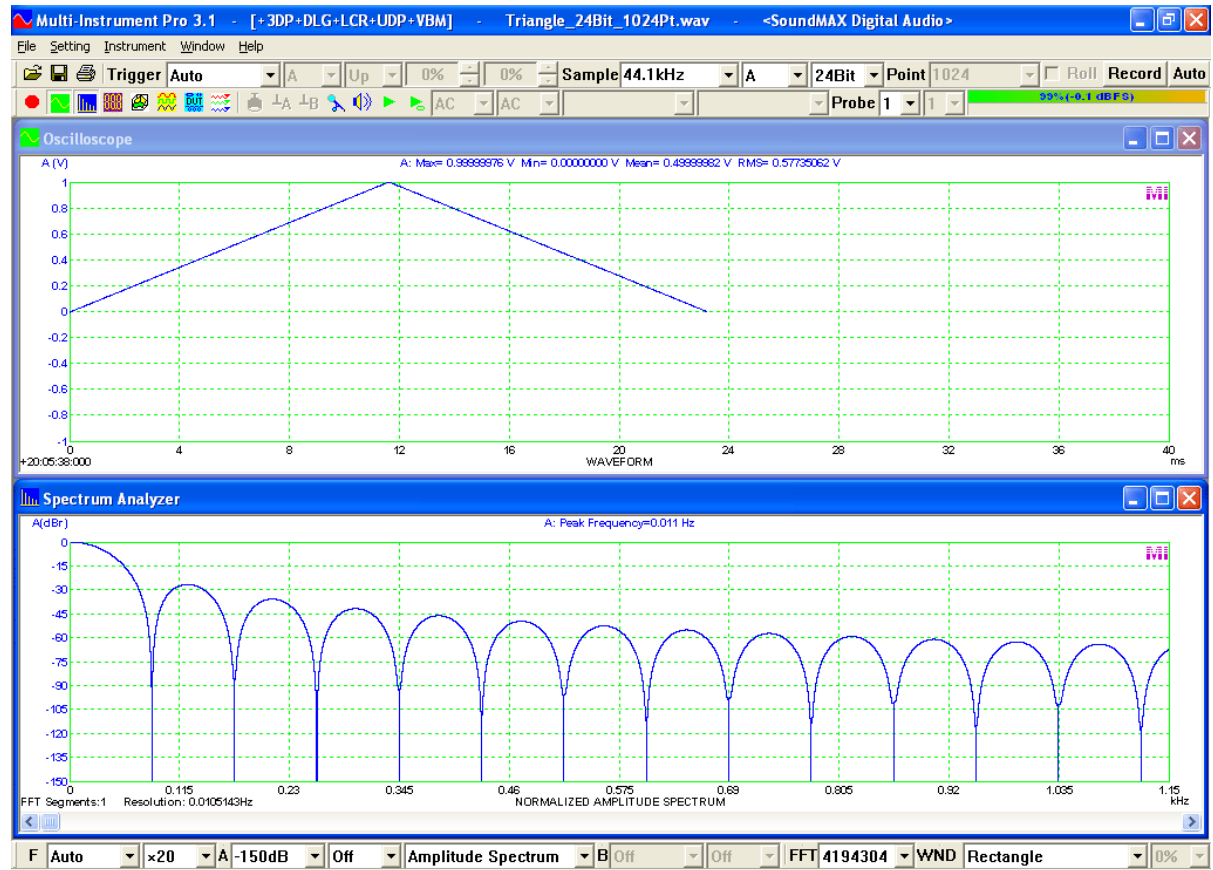 Multi-Instrument Pro 3.1 - [+3DP+DLG+LCR+UDP+VBM] - Triangle_24Bit_1024Pt.wav - <SoundMAX Digital Audio>
File Setting Instrument Window Help
Trigger Auto A Up 0% 0% Sample 44.1kHz A 24Bit Point 1024 Roll Record Auto
A B AC AC Probe 1 1 99%(-0.1 dBFS)
Oscilloscope
A (V) A: Max= 0.99999976 V Min= 0.00000000 V Mean= 0.49999982 V RMS= 0.57735062 V
1
MI
0.8
0.6
0.4
0.2
0
-0.2
-0.4
-0.6
-0.8
-1
0 4 8 12 16 20 24 28 32 36 40
+20:05:38:000 WAVEFORM ms
Spectrum Analyzer
A(dBr) A: Peak Frequency=0.011 Hz
0
MI
-15
-30
-45
-60
-75
-90
-105
-120
-135
-150
0 0.115 0.23 0.345 0.46 0.575 0.69 0.805 0.92 1.035 1.15
FFT Segments:1 Resolution: 0.0105143Hz NORMALIZED AMPLITUDE SPECTRUM kHz
F Auto ×20 A -150dB Off Amplitude Spectrum B Off Off FFT 4194304 WND Rectangle 0%